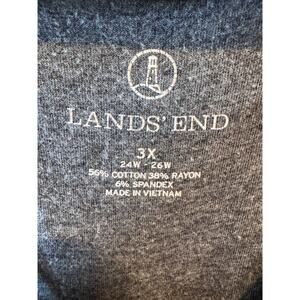 LANDS' END
3X
24W - 26W
56% COTTON 38% RAYON
6% SPANDEX
MADE IN VIETNAM